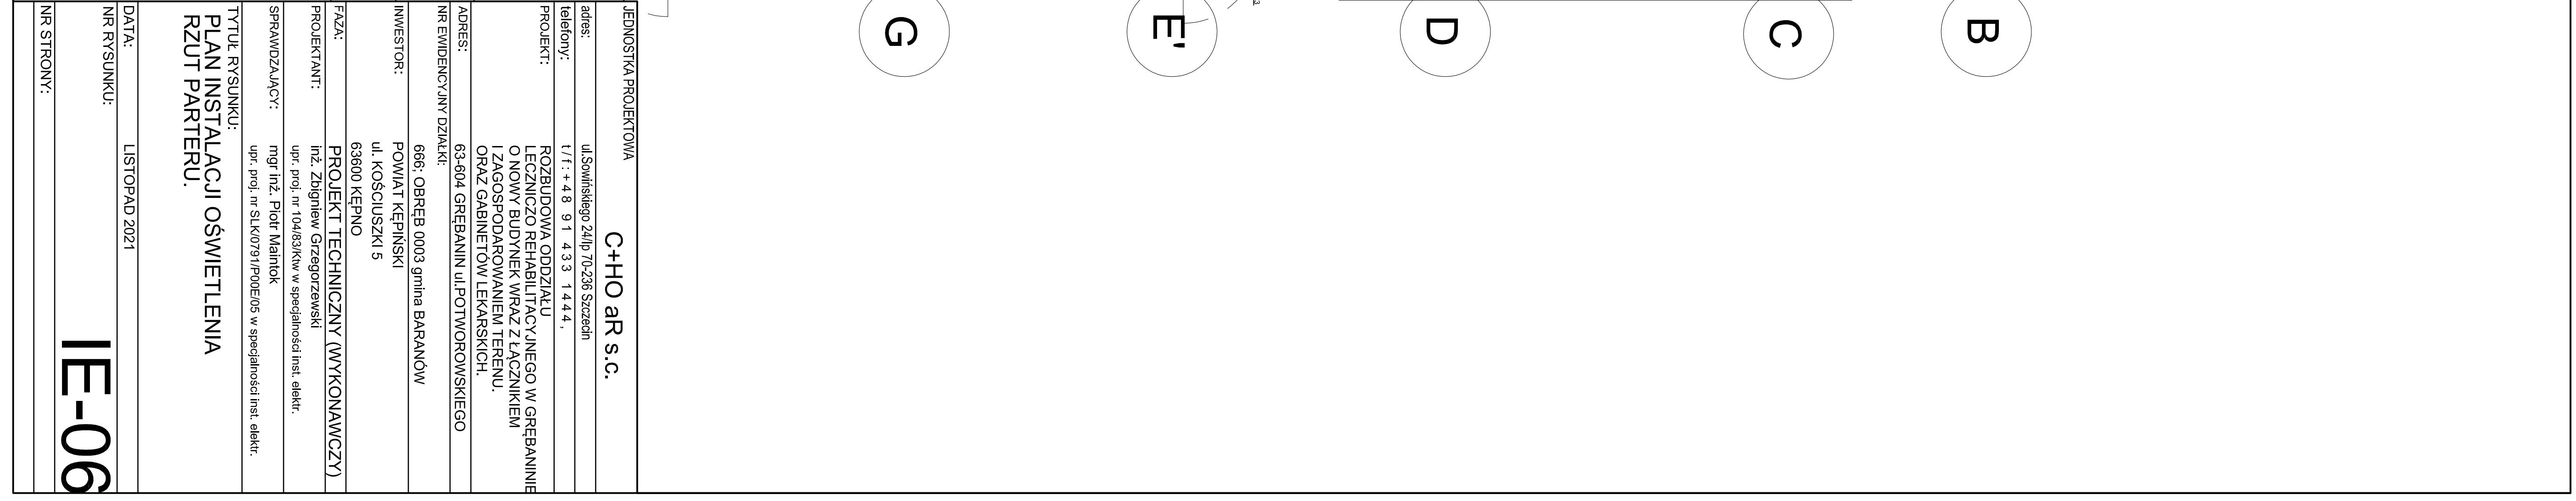 JEDNOSTKA PROJEKTOWA
C+HO aR s.c.
adres: ul.Sowińskiego 24/lp 70-236 Szczecin
telefony: t / f : + 4 8 9 1 4 3 3 1 4 4 4 ,
PROJEKT: ROZBUDOWA ODDZIAŁU
LECZNICZO REHABILITACYJNEGO W GRĘBANINIE
O NOWY BUDYNEK WRAZ Z ŁĄCZNIKIEM
I ZAGOSPODAROWANIEM TERENU.
ORAZ GABINETÓW LEKARSKICH.
ADRES: 63-604 GRĘBANIN ul.POTWOROWSKIEGO
NR EWIDENCYJNY DZIAŁKI:
666; OBRĘB 0003 gmina BARANÓW
INWESTOR: POWIAT KĘPIŃSKI
ul. KOŚCIUSZKI 5
63600 KĘPNO
FAZA: PROJEKT TECHNICZNY (WYKONAWCZY)
PROJEKTANT: inż. Zbigniew Grzegorzewski
upr. proj. nr 104/83/Ktw w specjalności inst. elektr.
SPRAWDZAJĄCY: mgr inż. Piotr Maintok
upr. proj. nr SLK/0791/P00E/05 w specjalności inst. elektr.
TYTUŁ RYSUNKU:
PLAN INSTALACJI OŚWIETLENIA
RZUT PARTERU.
DATA: LISTOPAD 2021
NR RYSUNKU:
IE-06
NR STRONY:
G
E'
D
C
B